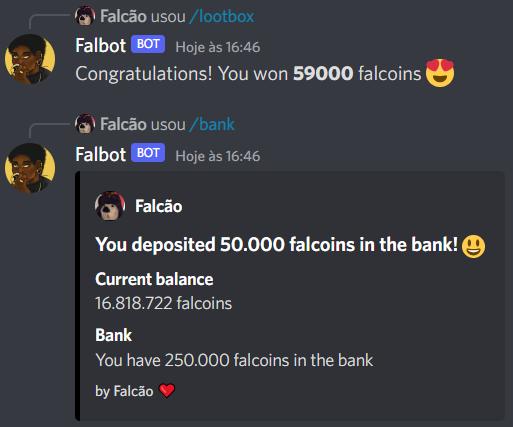 Falcão usou /lootbox
Falbot BOT Hoje às 16:46
Congratulations! You won 59000 falcoins 😍
Falcão usou /bank
Falbot BOT Hoje às 16:46
Falcão
You deposited 50.000 falcoins in the bank! 😃
Current balance
16.818.722 falcoins
Bank
You have 250.000 falcoins in the bank
by Falcão ❤️